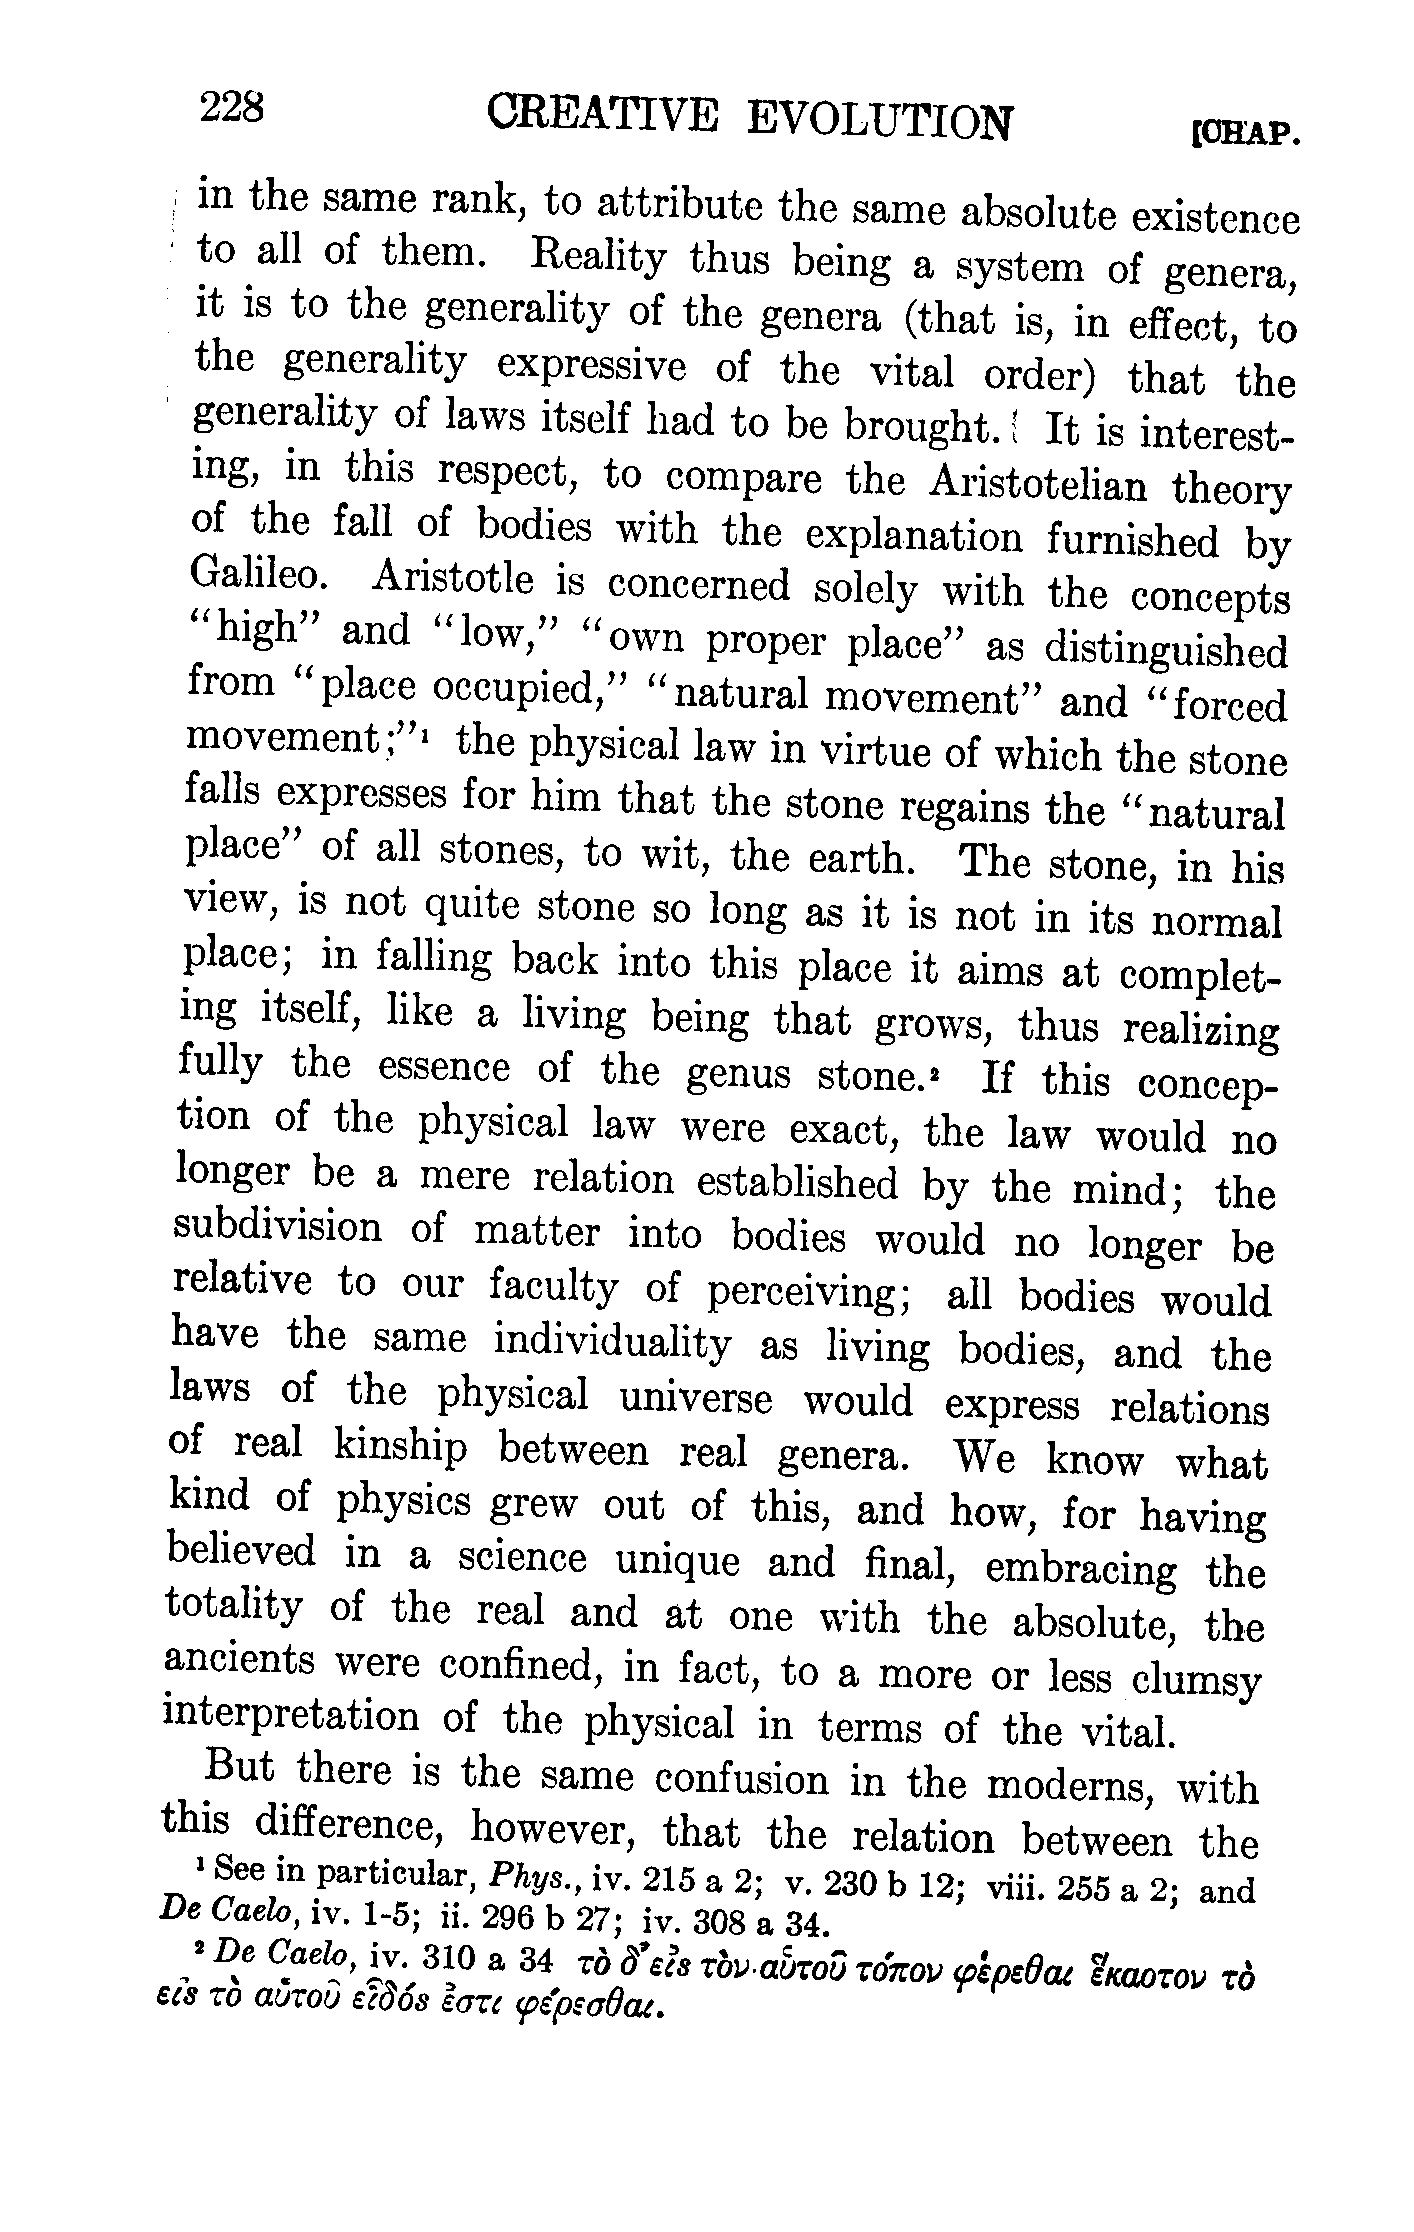 228 CREATIVE EVOLUTION [CHAP.
in the same rank, to attribute the same absolute existence
to all of them. Reality thus being a system of genera,
it is to the generality of the genera (that is, in effect, to
the generality expressive of the vital order) that the
generality of laws itself had to be brought. It is interest-
ing, in this respect, to compare the Aristotelian theory
of the fall of bodies with the explanation furnished by
Galileo. Aristotle is concerned solely with the concepts
“high” and “low,” “own proper place” as distinguished
from “place occupied,” “natural movement” and “forced
movement;”¹ the physical law in virtue of which the stone
falls expresses for him that the stone regains the “natural
place” of all stones, to wit, the earth. The stone, in his
view, is not quite stone so long as it is not in its normal
place; in falling back into this place it aims at complet-
ing itself, like a living being that grows, thus realizing
fully the essence of the genus stone.² If this concep-
tion of the physical law were exact, the law would no
longer be a mere relation established by the mind; the
subdivision of matter into bodies would no longer be
relative to our faculty of perceiving; all bodies would
have the same individuality as living bodies, and the
laws of the physical universe would express relations
of real kinship between real genera. We know what
kind of physics grew out of this, and how, for having
believed in a science unique and final, embracing the
totality of the real and at one with the absolute, the
ancients were confined, in fact, to a more or less clumsy
interpretation of the physical in terms of the vital.
But there is the same confusion in the moderns, with
this difference, however, that the relation between the
¹ See in particular, Phys., iv. 215 a 2; v. 230 b 12; viii. 255 a 2; and
De Caelo, iv. 1-5; ii. 296 b 27; iv. 308 a 34.
² De Caelo, iv. 310 a 34 τὸ δ᾽εἰς τὸν αὑτοῦ τόπον φέρεθαι ἕκαοτον τὸ
εἰς τὸ αὑτοῦ εἶδός ἐστι φέρεσθαι.